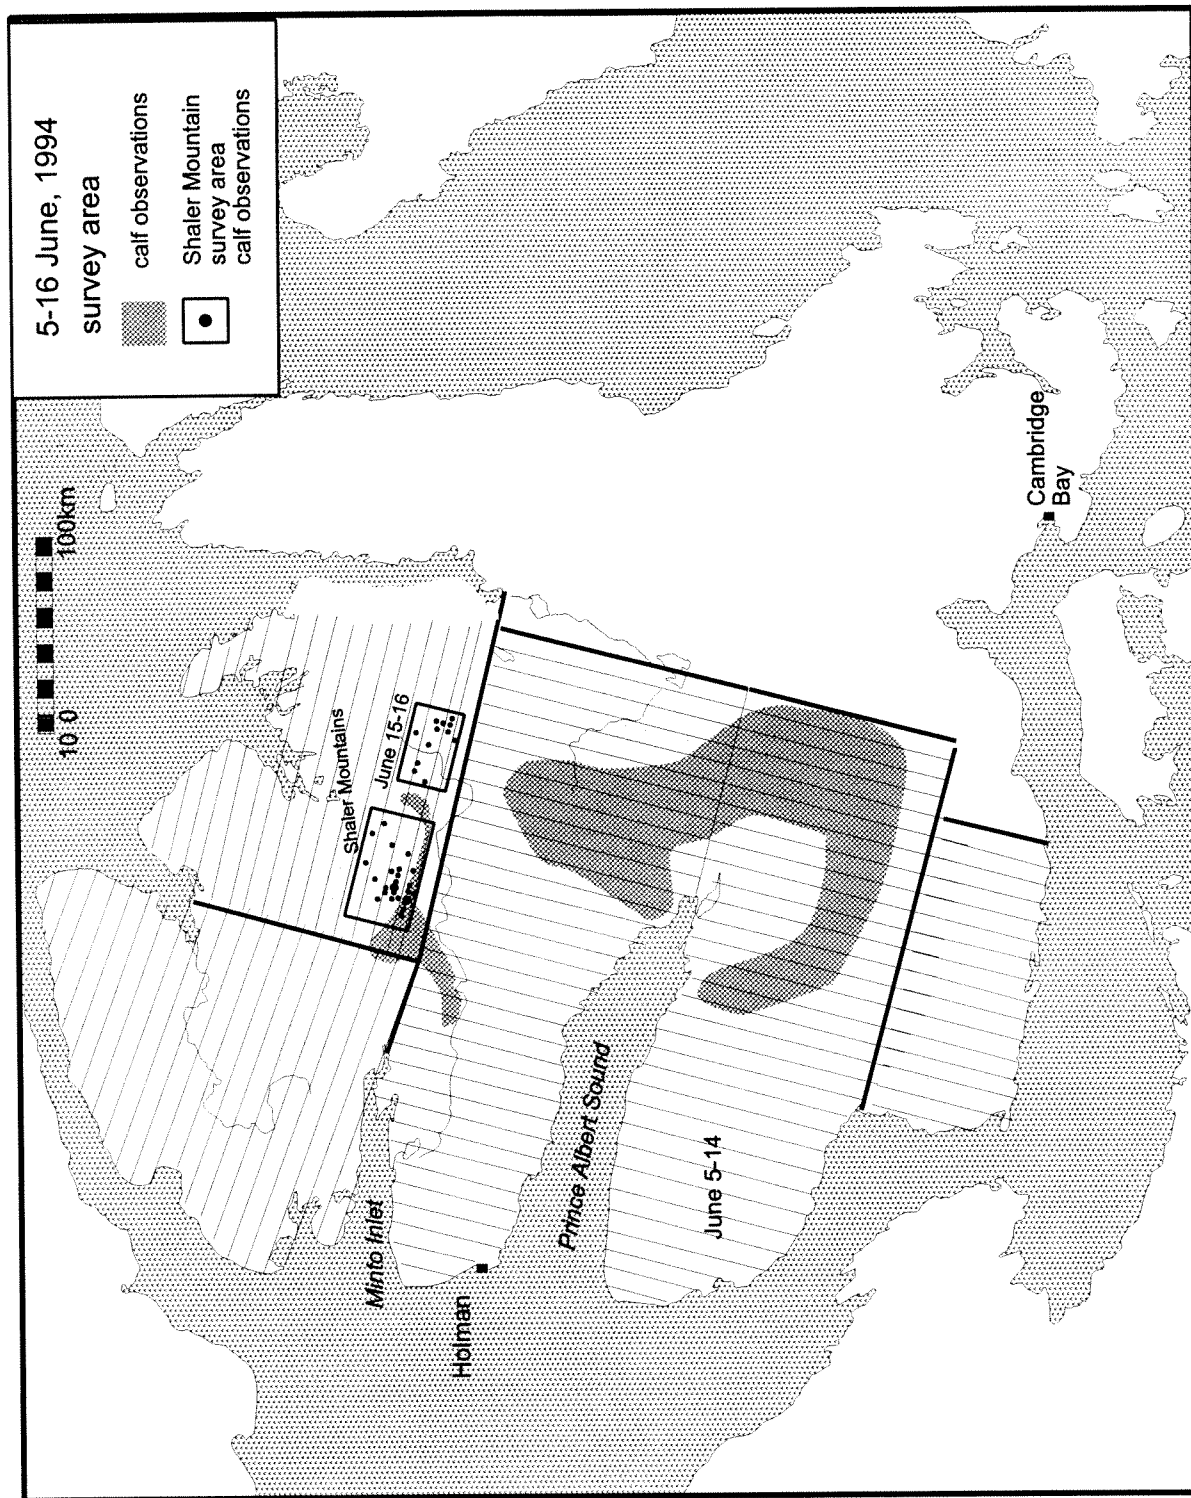 5-16 June, 1994
survey area
calf observations
Shaler Mountain
survey area
calf observations
10 0
100km
Shaler Mountains
June 15-16
Minto Inlet
Holman
Prince Albert Sound
June 5-14
Cambridge
Bay